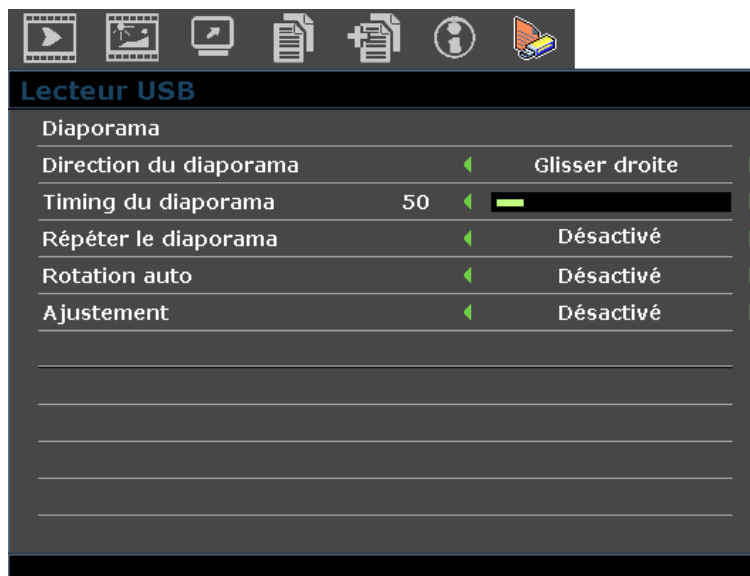 Lecteur USB
Diaporama
Direction du diaporama Glisser droite
Timing du diaporama 50
Répéter le diaporama Désactivé
Rotation auto Désactivé
Ajustement Désactivé